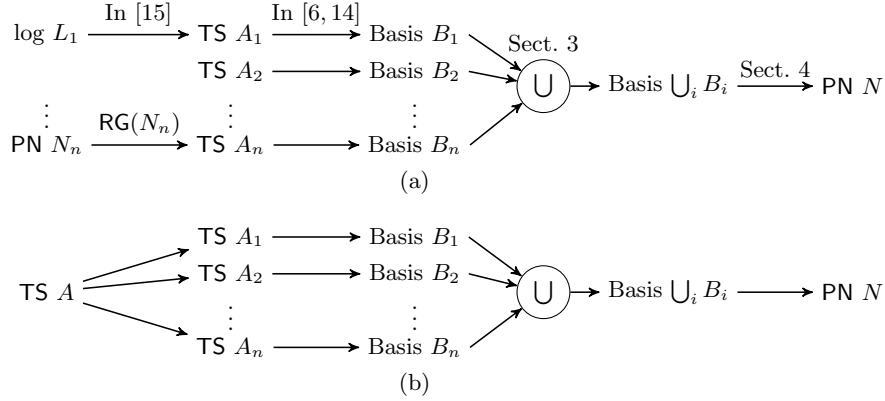 In [15] In [6, 14]
log L₁ TS A₁ Basis B₁ Sect. 3
TS A₂ Basis B₂ ⋃ Basis ⋃ᵢ Bᵢ Sect. 4 PN N
⋮ ⋮ ⋮
PN Nₙ RG(Nₙ) TS Aₙ Basis Bₙ
(a)
TS A₁ Basis B₁
TS A TS A₂ Basis B₂ ⋃ Basis ⋃ᵢ Bᵢ PN N
⋮ ⋮
TS Aₙ Basis Bₙ
(b)